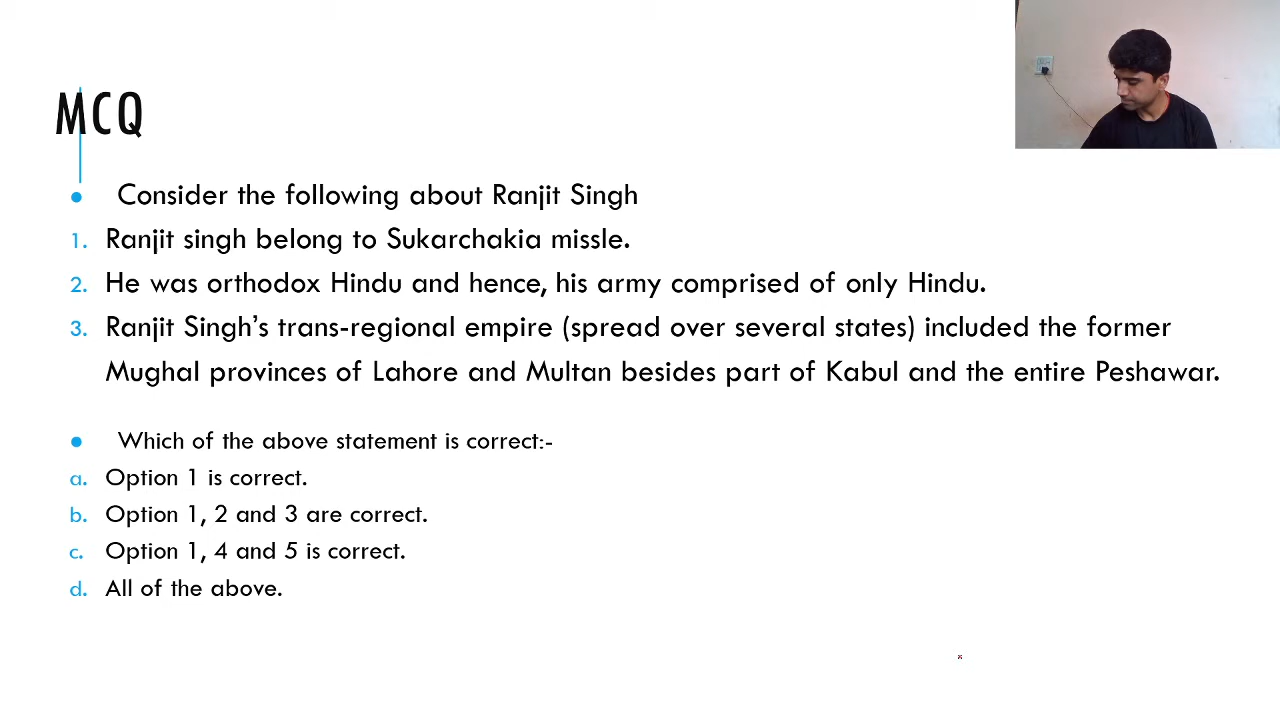 MCQ
• Consider the following about Ranjit Singh
1. Ranjit singh belong to Sukarchakia missle.
2. He was orthodox Hindu and hence, his army comprised of only Hindu.
3. Ranjit Singh's trans-regional empire (spread over several states) included the former
Mughal provinces of Lahore and Multan besides part of Kabul and the entire Peshawar.
• Which of the above statement is correct:-
a. Option 1 is correct.
b. Option 1, 2 and 3 are correct.
c. Option 1, 4 and 5 is correct.
d. All of the above.